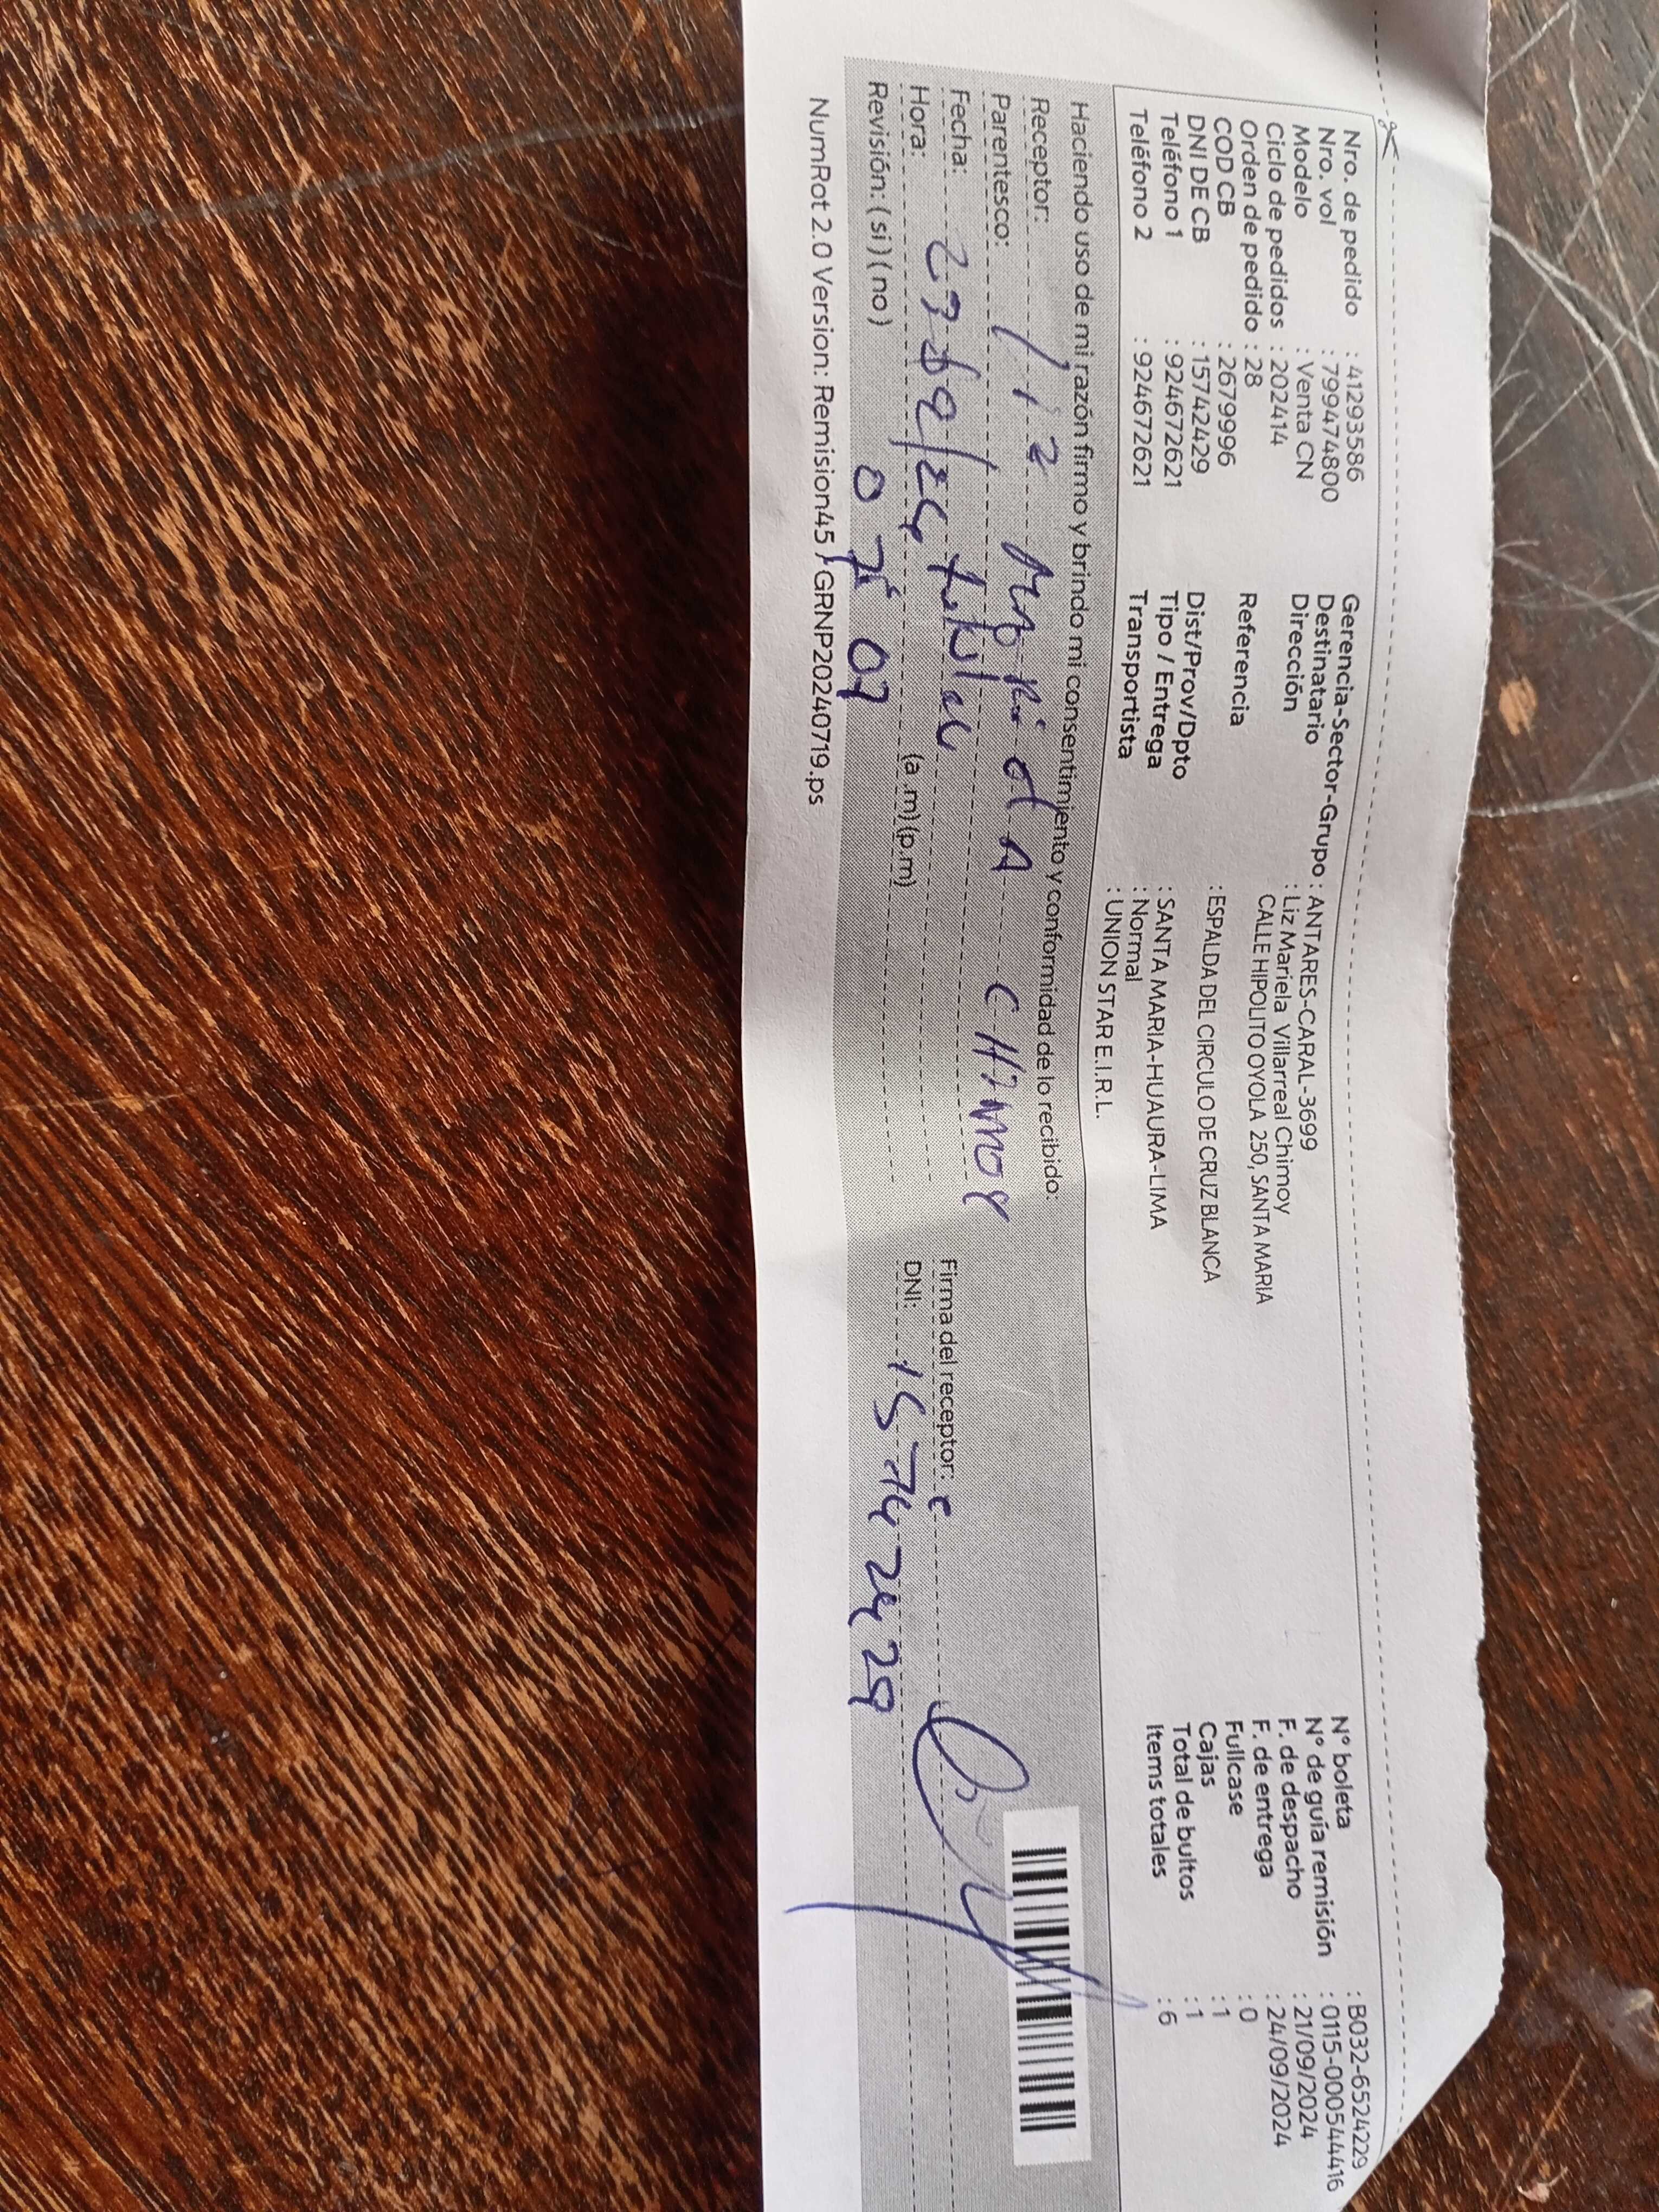 Nro. de pedido : 41293586
Nro. vol : 799474800
Modelo : Venta CN
Ciclo de pedidos : 202414
Orden de pedido : 28
COD CB : 2679996
DNI DE CB : 15742429
Teléfono 1 : 924672621
Teléfono 2 : 924672621
Gerencia-Sector-Grupo : ANTARES-CARAL-3699
Destinatario : Liz Mariela Villarreal Chimoy
Dirección CALLE HIPOLITO OYOLA 250, SANTA MARIA
Referencia : ESPALDA DEL CIRCULO DE CRUZ BLANCA
Dist/Prov/Dpto : SANTA MARIA-HUAURA-LIMA
Tipo / Entrega : Normal
Transportista : UNION STAR E.I.R.L.
N° boleta : B032-6524229
N° de guía remisión : 0115-0005444416
F. de despacho : 21/09/2024
F. de entrega : 24/09/2024
Fullcase : 0
Cajas : 1
Total de bultos : 1
Items totales : 6
Haciendo uso de mi razón firmo y brindo mi consentimiento y conformidad de lo recibido:
Receptor: CHIMOY
Parentesco:
Fecha:
Hora: (a.m)(p.m)
Revisión: (si) (no)
Firma del receptor:
DNI: 15742429
NumRot 2.0 Version: Remision45 / GRNP20240719.ps